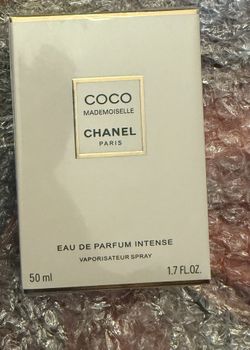 COCO
MADEMOISELLE
CHANEL
PARIS
EAU DE PARFUM INTENSE
VAPORISATEUR SPRAY
50 ml 1.7 FL.OZ.